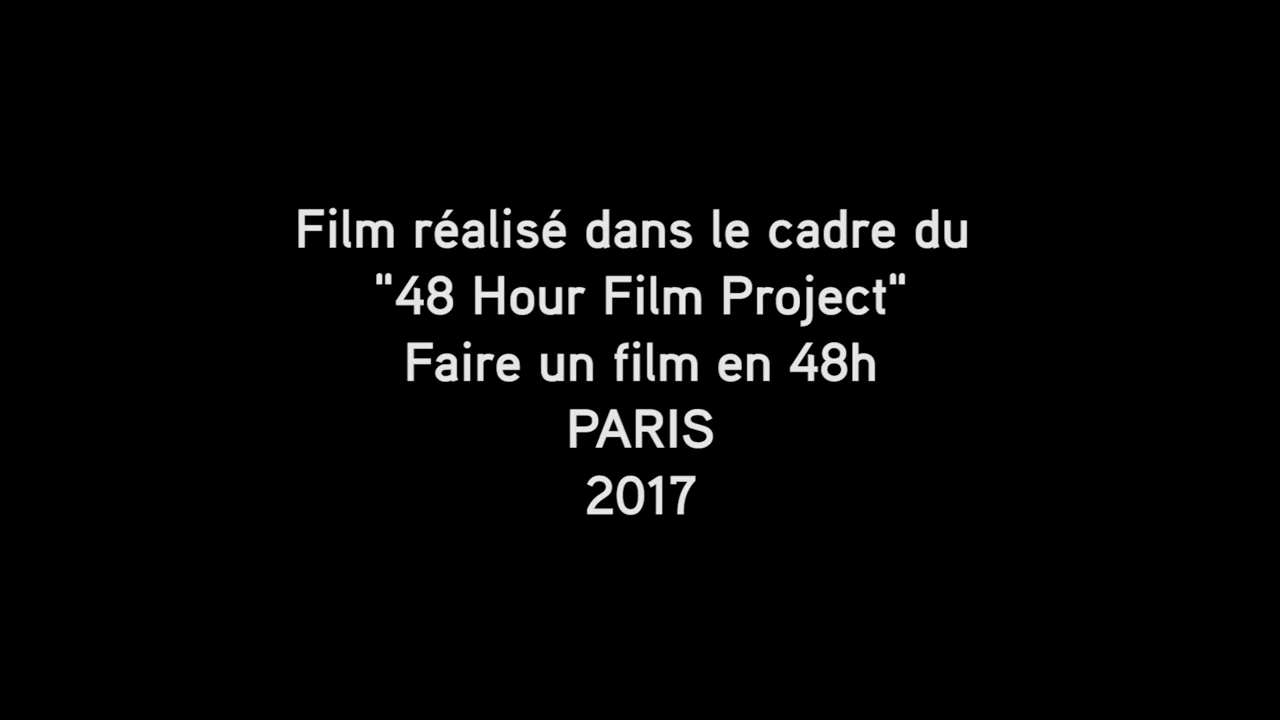 Film réalisé dans le cadre du
"48 Hour Film Project"
Faire un film en 48h
PARIS
2017